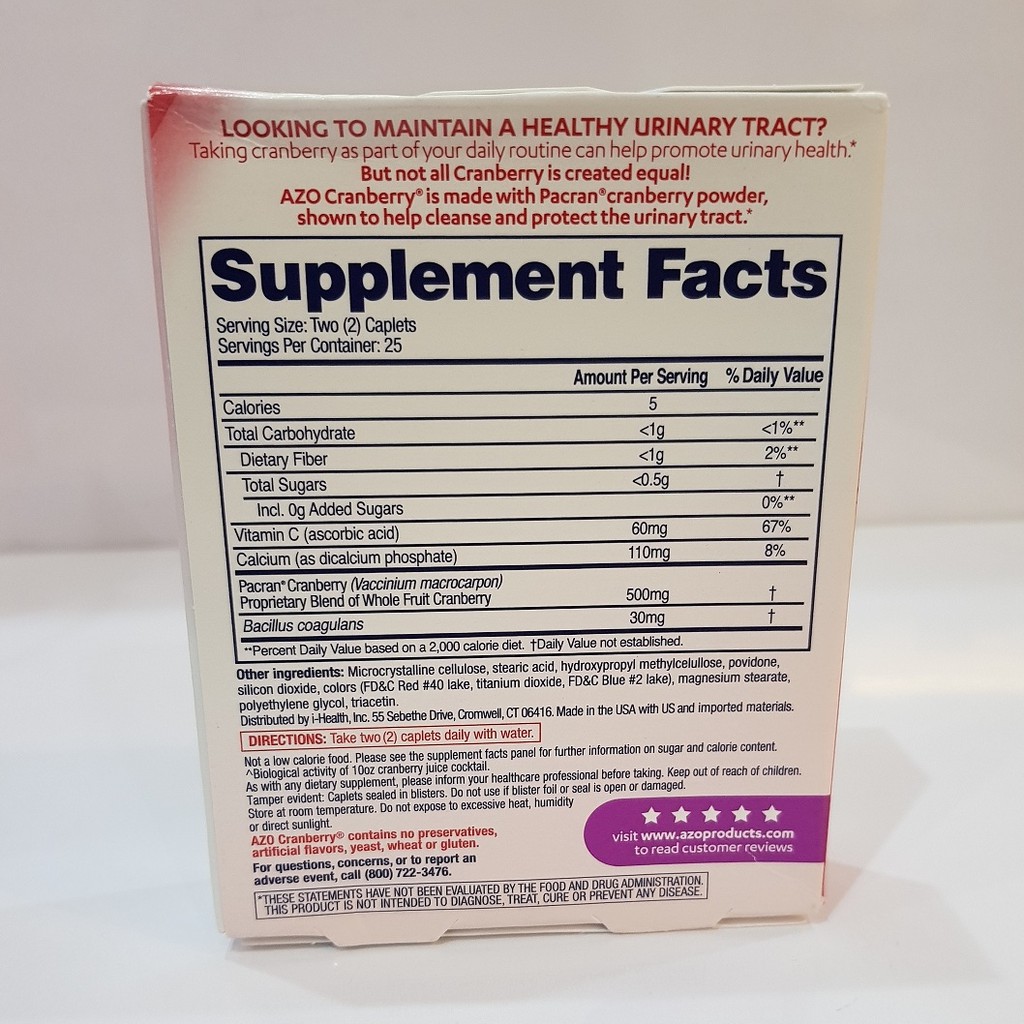 LOOKING TO MAINTAIN A HEALTHY URINARY TRACT?
Taking cranberry as part of your daily routine can help promote urinary health.*
But not all Cranberry is created equal!
AZO Cranberry® is made with Pacran® cranberry powder,
shown to help cleanse and protect the urinary tract.*
Supplement Facts
Serving Size: Two (2) Caplets
Servings Per Container: 25
Amount Per Serving % Daily Value
Calories 5
Total Carbohydrate <1g <1%**
Dietary Fiber <1g 2%**
Total Sugars <0.5g †
Incl. 0g Added Sugars 0%**
Vitamin C (ascorbic acid) 60mg 67%
Calcium (as dicalcium phosphate) 110mg 8%
Pacran® Cranberry (Vaccinium macrocarpon)
Proprietary Blend of Whole Fruit Cranberry 500mg †
Bacillus coagulans 30mg †
**Percent Daily Value based on a 2,000 calorie diet. †Daily Value not established.
Other ingredients: Microcrystalline cellulose, stearic acid, hydroxypropyl methylcelullose, povidone,
silicon dioxide, colors (FD&C Red #40 lake, titanium dioxide, FD&C Blue #2 lake), magnesium stearate,
polyethylene glycol, triacetin.
Distributed by i-Health, Inc. 55 Sebethe Drive, Cromwell, CT 06416. Made in the USA with US and imported materials.
DIRECTIONS: Take two (2) caplets daily with water.
Not a low calorie food. Please see the supplement facts panel for further information on sugar and calorie content.
^Biological activity of 10oz cranberry juice cocktail.
As with any dietary supplement, please inform your healthcare professional before taking. Keep out of reach of children.
Tamper evident: Caplets sealed in blisters. Do not use if blister foil or seal is open or damaged.
Store at room temperature. Do not expose to excessive heat, humidity
or direct sunlight.
AZO Cranberry® contains no preservatives,
artificial flavors, yeast, wheat or gluten.
For questions, concerns, or to report an
adverse event, call (800) 722-3476.
visit www.azoproducts.com
to read customer reviews
*THESE STATEMENTS HAVE NOT BEEN EVALUATED BY THE FOOD AND DRUG ADMINISTRATION.
THIS PRODUCT IS NOT INTENDED TO DIAGNOSE, TREAT, CURE OR PREVENT ANY DISEASE.